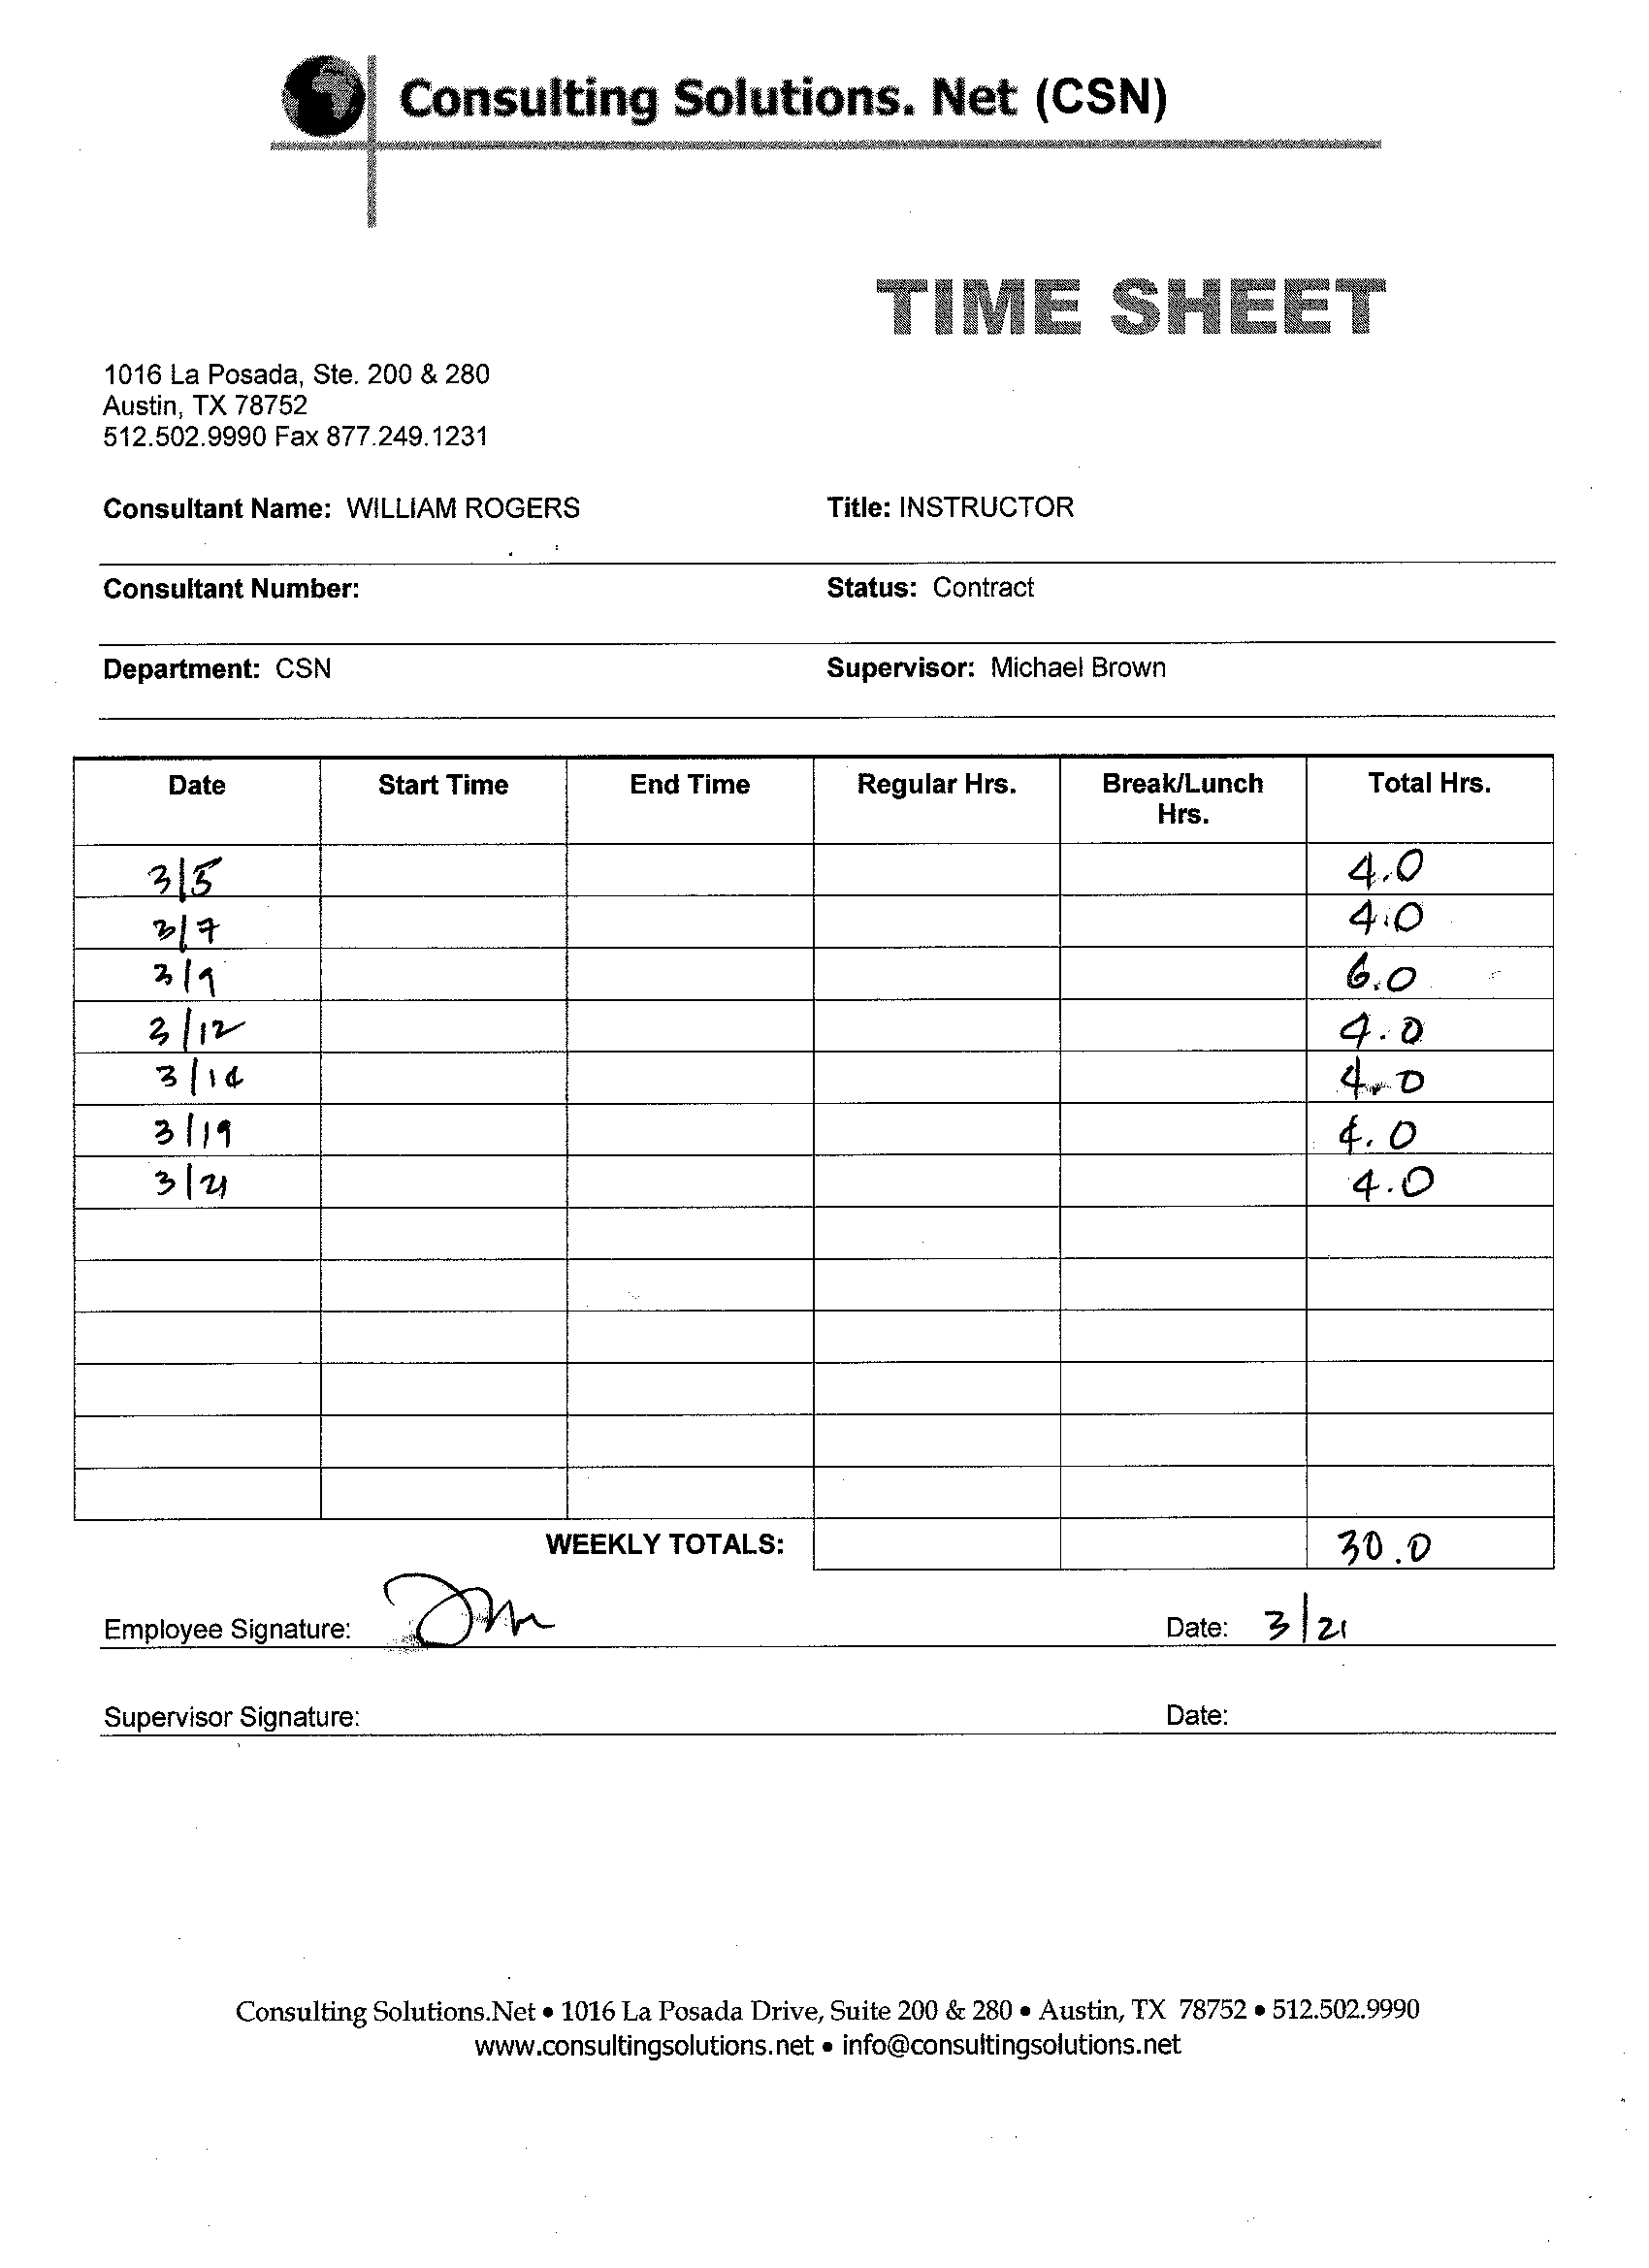 Consulting Solutions. Net (CSN)
TIME SHEET
1016 La Posada, Ste. 200 & 280
Austin, TX 78752
512.502.9990 Fax 877.249.1231
Consultant Name: WILLIAM ROGERS Title: INSTRUCTOR
Consultant Number: Status: Contract
Department: CSN Supervisor: Michael Brown
Date Start Time End Time Regular Hrs. Break/Lunch Hrs. Total Hrs.
3/5 4.0
3/7 4.0
3/9 6.0
3/12 4.0
3/14 4.0
3/19 4.0
3/21 4.0
WEEKLY TOTALS: 30.0
Employee Signature: Date: 3/21
Supervisor Signature: Date:
Consulting Solutions.Net • 1016 La Posada Drive, Suite 200 & 280 • Austin, TX 78752 • 512.502.9990
www.consultingsolutions.net • info@consultingsolutions.net